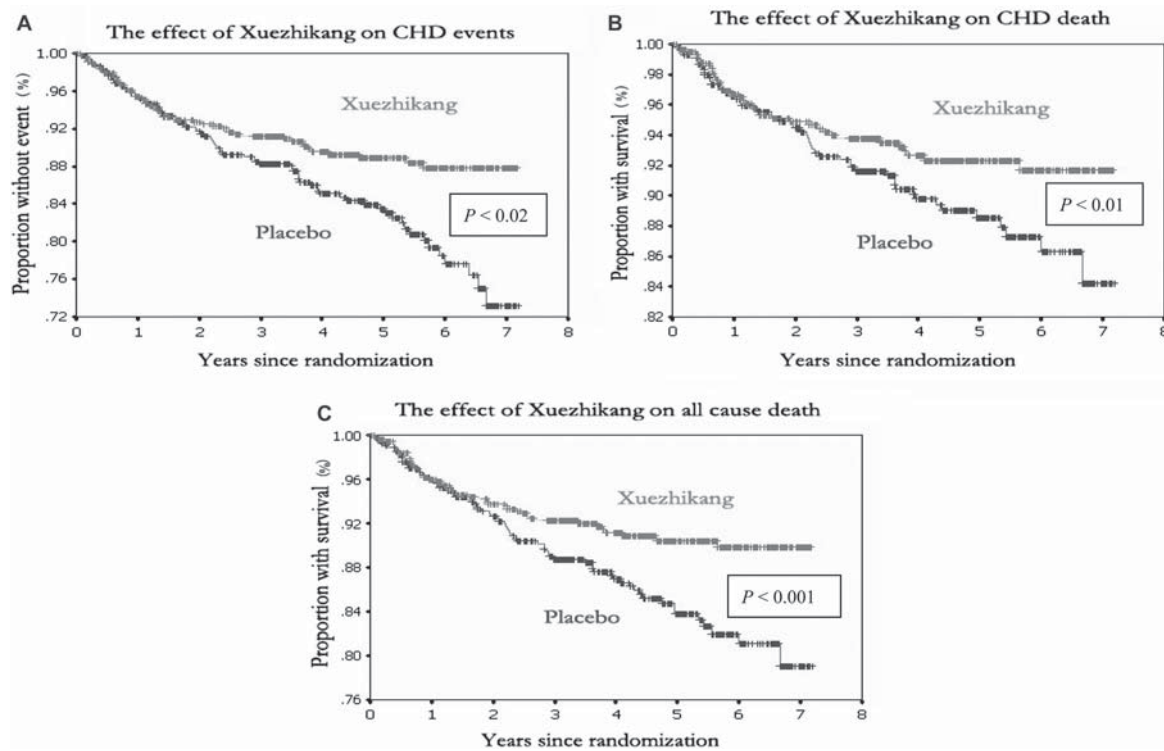 A
The effect of Xuezhikang on CHD events
1.00
.96
.92
.88
.84
.80
.76
.72
Proportion without event (%)
Xuezhikang
Placebo
P < 0.02
0 1 2 3 4 5 6 7 8
Years since randomization
B
The effect of Xuezhikang on CHD death
1.00
.98
.96
.94
.92
.90
.88
.86
.84
.82
Proportion with survival (%)
Xuezhikang
Placebo
P < 0.01
0 1 2 3 4 5 6 7 8
Years since randomization
C
The effect of Xuezhikang on all cause death
1.00
.96
.92
.88
.84
.80
.76
Proportion with survival (%)
Xuezhikang
Placebo
P < 0.001
0 1 2 3 4 5 6 7 8
Years since randomization